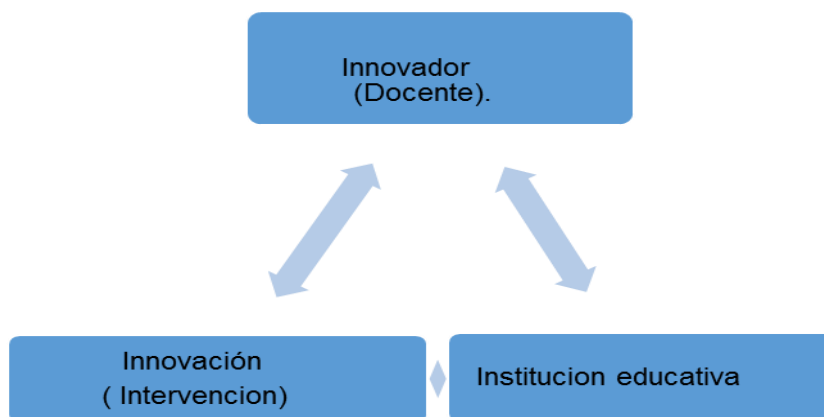 Innovador
(Docente).
Innovación
( Intervencion)
Institucion educativa